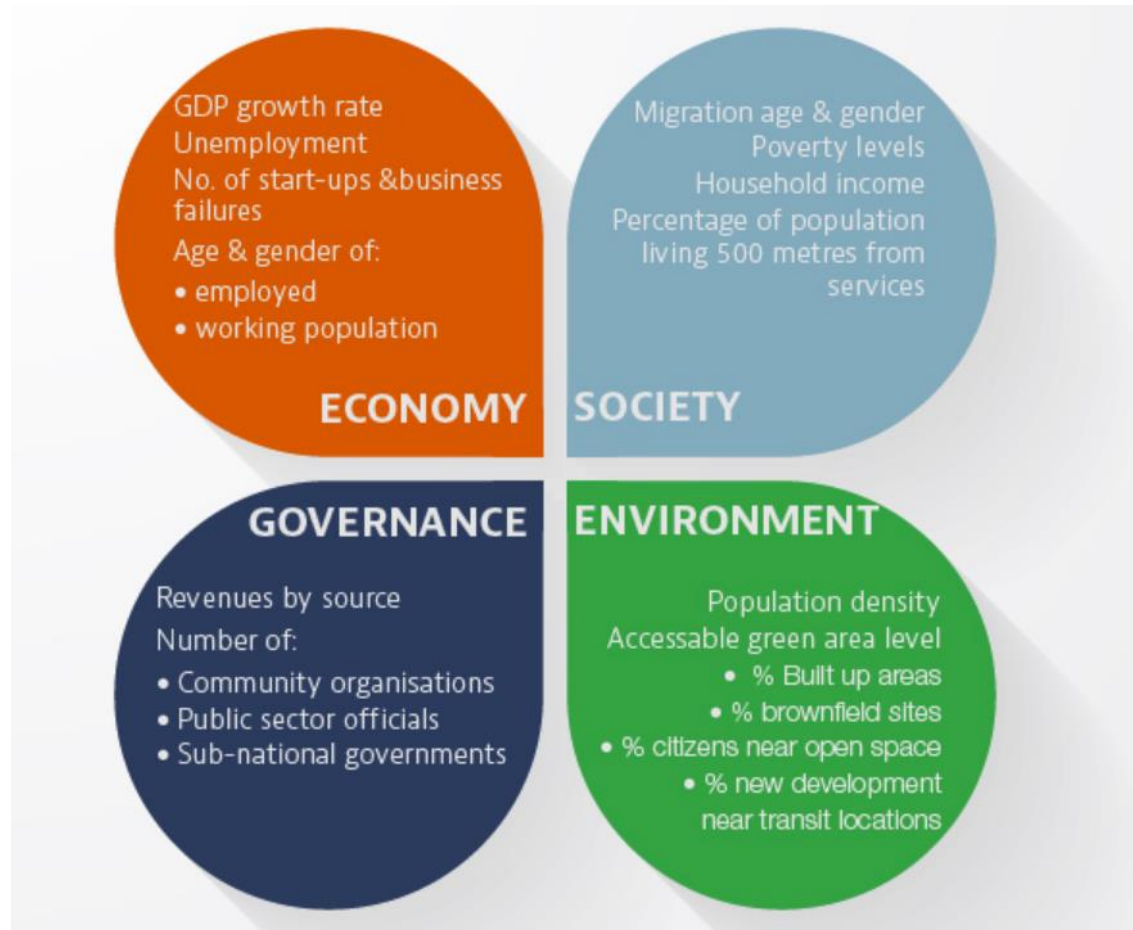 GDP growth rate
Unemployment
No. of start-ups &business
failures
Age & gender of:
• employed
• working population
ECONOMY
Migration age & gender
Poverty levels
Household income
Percentage of population
living 500 metres from
services
SOCIETY
GOVERNANCE
Revenues by source
Number of:
• Community organisations
• Public sector officials
• Sub-national governments
ENVIRONMENT
Population density
Accessable green area level
• % Built up areas
• % brownfield sites
• % citizens near open space
• % new development
near transit locations